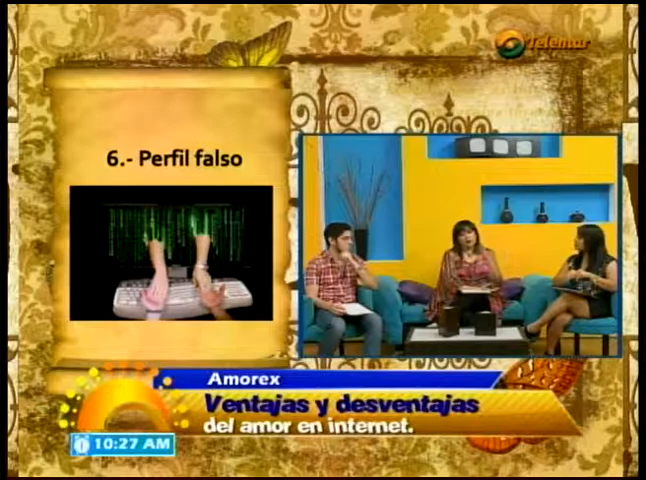 Telemar
6.- Perfil falso
Amorex
Ventajas y desventajas
del amor en internet.
10:27 AM